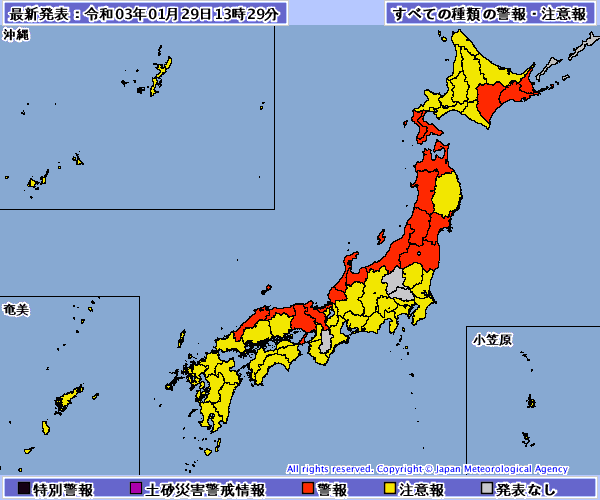 最新発表：令和03年01月29日13時29分
すべての種類の警報・注意報
沖縄
奄美
小笠原
All rights reserved. Copyright © Japan Meteorological Agency
特別警報 土砂災害警戒情報 警報 注意報 発表なし